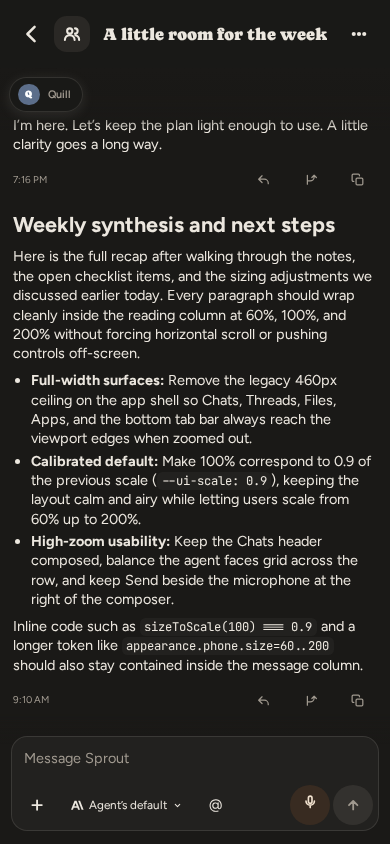 A little room for the week
Q Quill
I'm here. Let's keep the plan light enough to use. A little
clarity goes a long way.
7:16 PM
Weekly synthesis and next steps
Here is the full recap after walking through the notes,
the open checklist items, and the sizing adjustments we
discussed earlier today. Every paragraph should wrap
cleanly inside the reading column at 60%, 100%, and
200% without forcing horizontal scroll or pushing
controls off-screen.
• Full-width surfaces: Remove the legacy 460px
ceiling on the app shell so Chats, Threads, Files,
Apps, and the bottom tab bar always reach the
viewport edges when zoomed out.
• Calibrated default: Make 100% correspond to 0.9 of
the previous scale ( --ui-scale: 0.9 ), keeping the
layout calm and airy while letting users scale from
60% up to 200%.
• High-zoom usability: Keep the Chats header
composed, balance the agent faces grid across the
row, and keep Send beside the microphone at the
right of the composer.
Inline code such as sizeToScale(100) === 0.9 and a
longer token like appearance.phone.size=60..200
should also stay contained inside the message column.
9:10 AM
Message Sprout
+ A\ Agent's default @